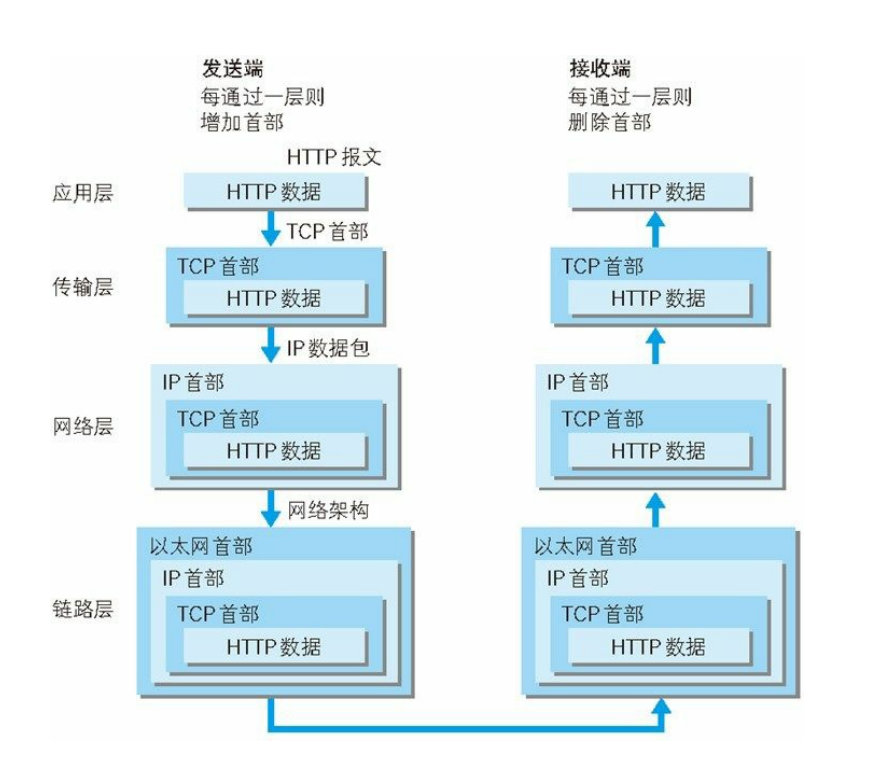 发送端
每通过一层则
增加首部
接收端
每通过一层则
删除首部
HTTP 报文
应用层
HTTP 数据
HTTP 数据
TCP 首部
传输层
TCP 首部
HTTP 数据
TCP 首部
HTTP 数据
IP 数据包
网络层
IP 首部
TCP 首部
HTTP 数据
IP 首部
TCP 首部
HTTP 数据
网络架构
链路层
以太网首部
IP 首部
TCP 首部
HTTP 数据
以太网首部
IP 首部
TCP 首部
HTTP 数据